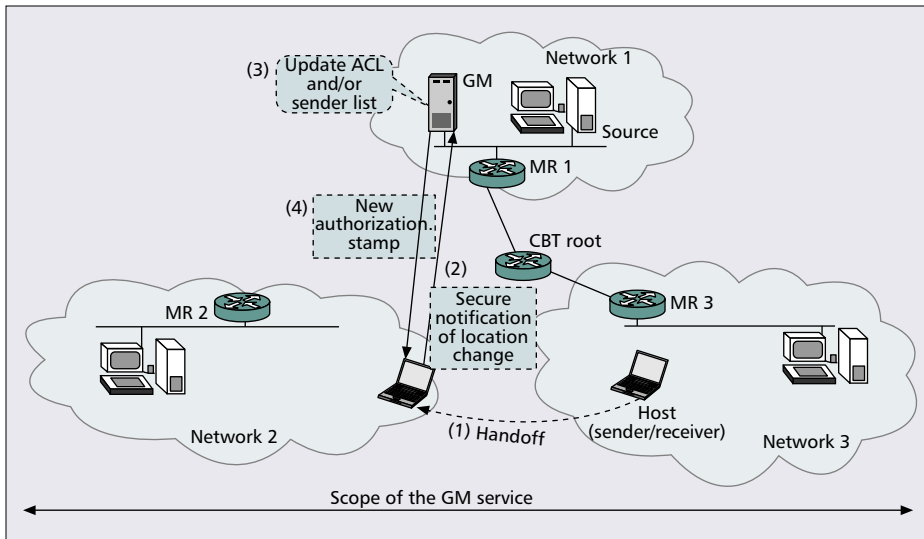 Network 1
(3)
Update ACL
and/or
sender list
GM
Source
MR 1
(4)
New
authorization.
stamp
CBT root
(2)
Secure
notification
of location
change
MR 2
MR 3
Network 2
(1) Handoff
Host
(sender/receiver)
Network 3
Scope of the GM service